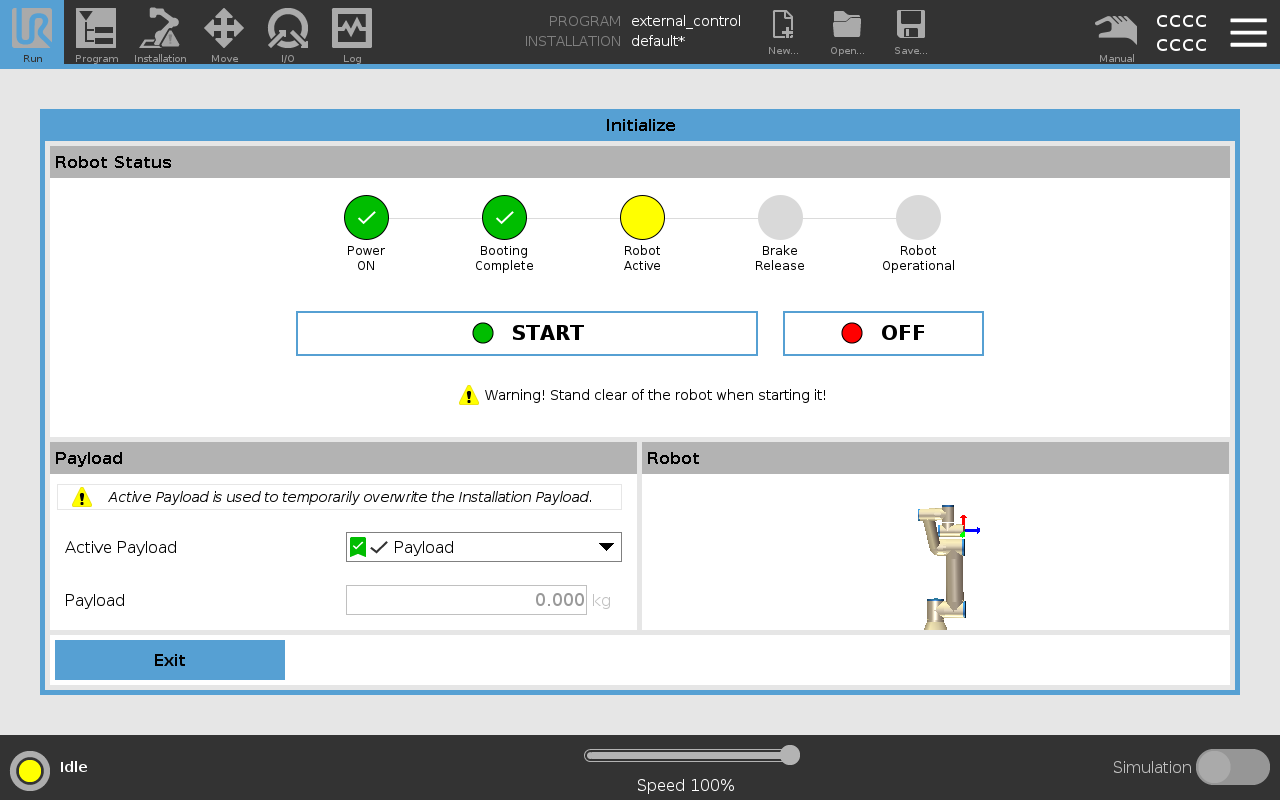 PROGRAM external_control
INSTALLATION default*
UR
Run
Program
Installation
Move
I/O
Log
New...
Open...
Save...
Manual
CCCC
CCCC
Initialize
Robot Status
Power
ON
Booting
Complete
Robot
Active
Brake
Release
Robot
Operational
START
OFF
Warning! Stand clear of the robot when starting it!
Payload
Robot
Active Payload is used to temporarily overwrite the Installation Payload.
Active Payload
Payload
Payload
0.000 kg
Exit
Idle
Speed 100%
Simulation